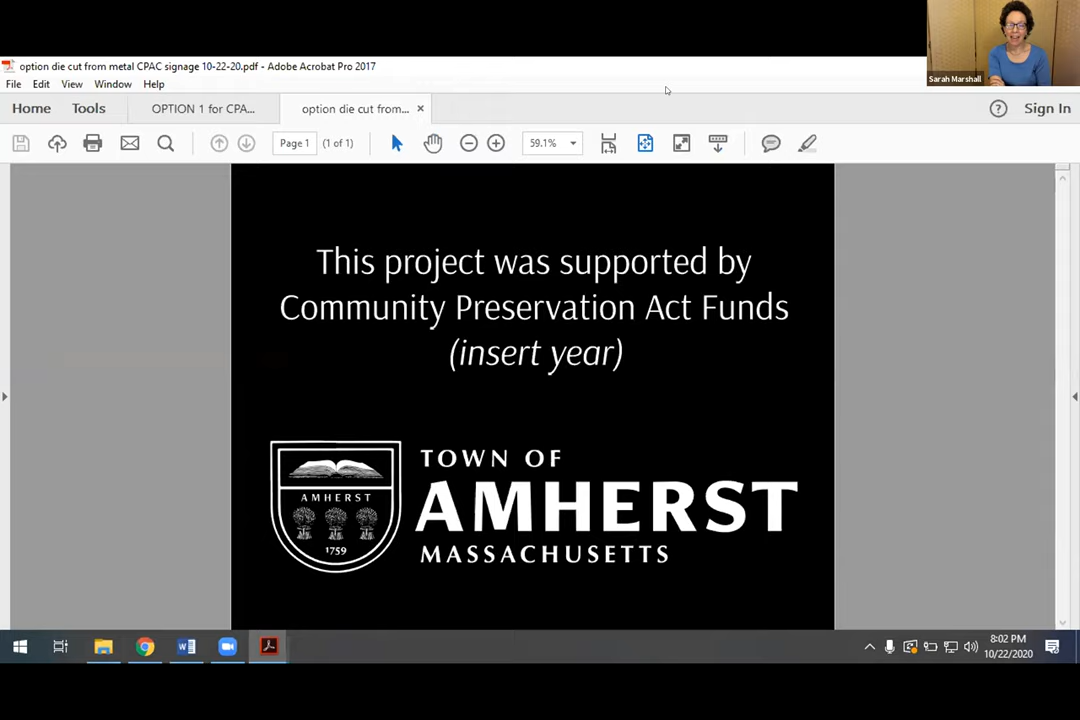 Sarah Marshall
option die cut from metal CPAC signage 10-22-20.pdf - Adobe Acrobat Pro 2017
File Edit View Window Help
Home Tools OPTION 1 for CPA... option die cut from... ×
Sign In
Page 1 (1 of 1) 59.1%
This project was supported by
Community Preservation Act Funds
(insert year)
TOWN OF
AMHERST
MASSACHUSETTS
AMHERST
1759
8:02 PM
10/22/2020